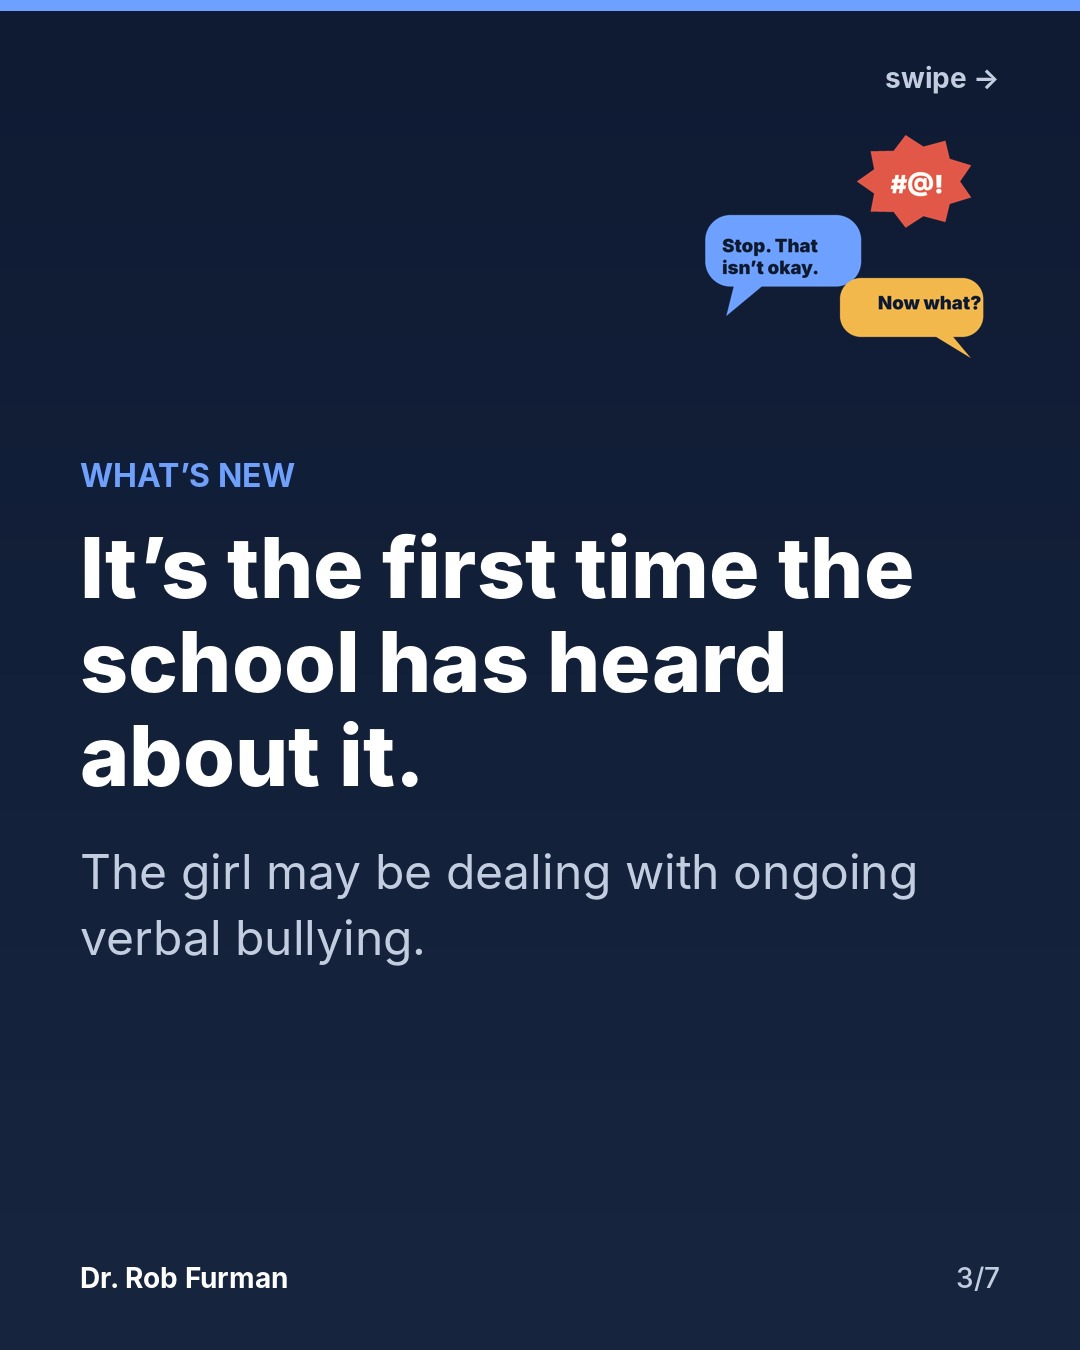 swipe →
#@!
Stop. That
isn’t okay.
Now what?
WHAT’S NEW
It’s the first time the
school has heard
about it.
The girl may be dealing with ongoing
verbal bullying.
Dr. Rob Furman
3/7